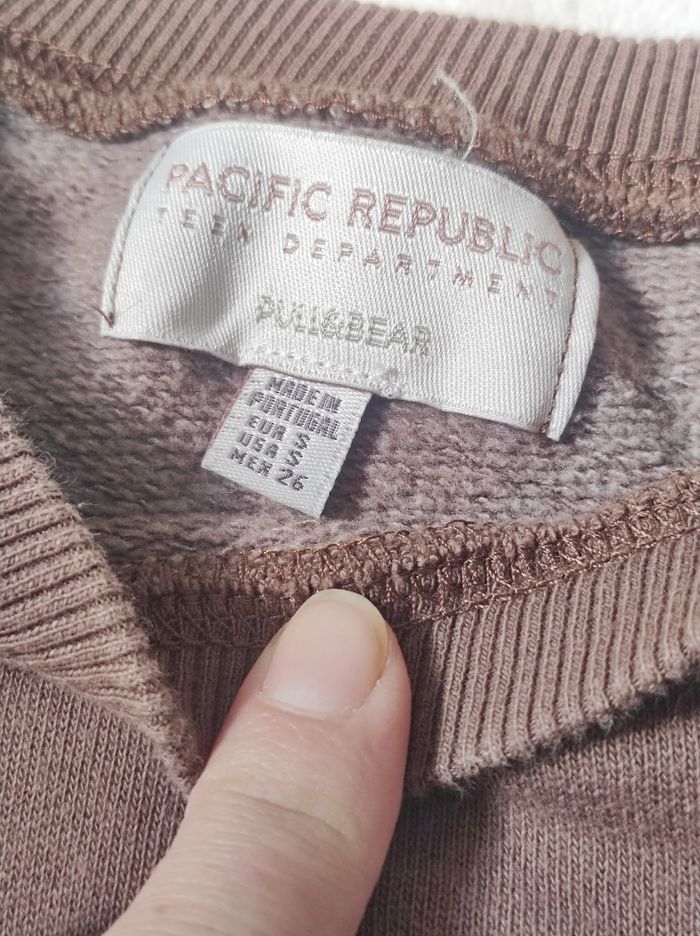 PACIFIC REPUBLIC
TEEN DEPARTMENT
PULL&BEAR
MADE IN
PORTUGAL
EUR S
USA S
MEX 26